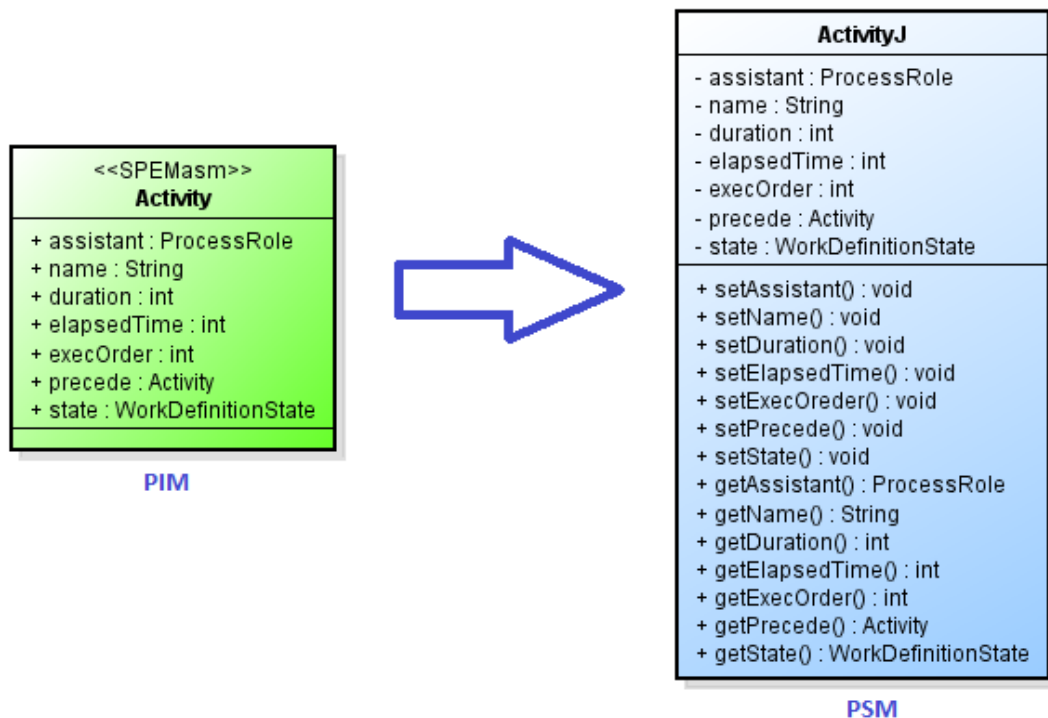 <<SPEMasm>>
Activity
+ assistant : ProcessRole
+ name : String
+ duration : int
+ elapsedTime : int
+ execOrder : int
+ precede : Activity
+ state : WorkDefinitionState
PIM
ActivityJ
- assistant : ProcessRole
- name : String
- duration : int
- elapsedTime : int
- execOrder : int
- precede : Activity
- state : WorkDefinitionState
+ setAssistant() : void
+ setName() : void
+ setDuration() : void
+ setElapsedTime() : void
+ setExecOreder() : void
+ setPrecede() : void
+ setState() : void
+ getAssistant() : ProcessRole
+ getName() : String
+ getDuration() : int
+ getElapsedTime() : int
+ getExecOrder() : int
+ getPrecede() : Activity
+ getState() : WorkDefinitionState
PSM